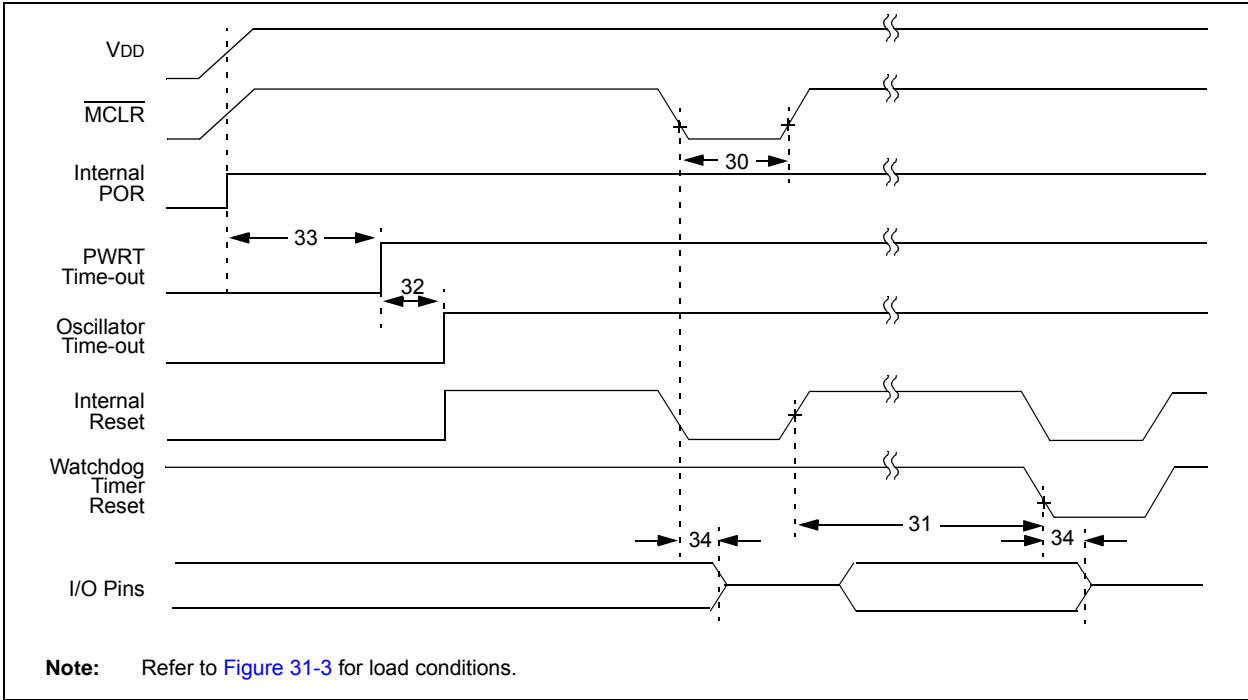 VDD
MCLR
30
Internal
POR
33
PWRT
Time-out
32
Oscillator
Time-out
Internal
Reset
Watchdog
Timer
Reset
31
34
34
I/O Pins
Note: Refer to Figure 31-3 for load conditions.